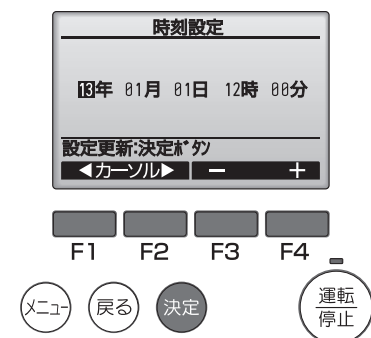 時刻設定
13年 01月 01日 12時 00分
設定更新:決定ﾎﾞﾀﾝ
◀カーソル▶ − +
F1 F2 F3 F4
メニュー 戻る 決定 運転
停止